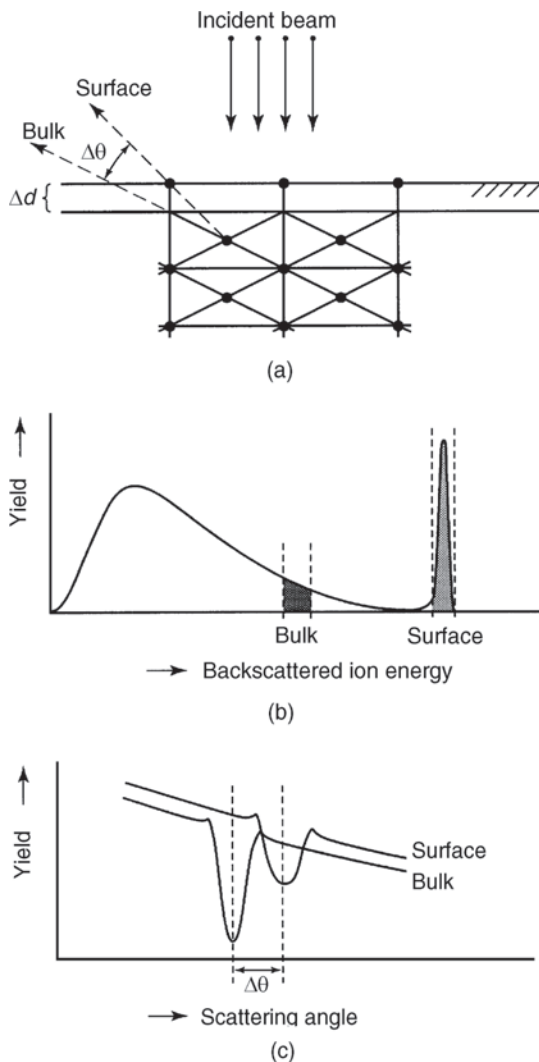 Incident beam
Surface
Bulk
Δθ
Δd
(a)
Yield
Bulk
Surface
Backscattered ion energy
(b)
Yield
Surface
Bulk
Δθ
Scattering angle
(c)